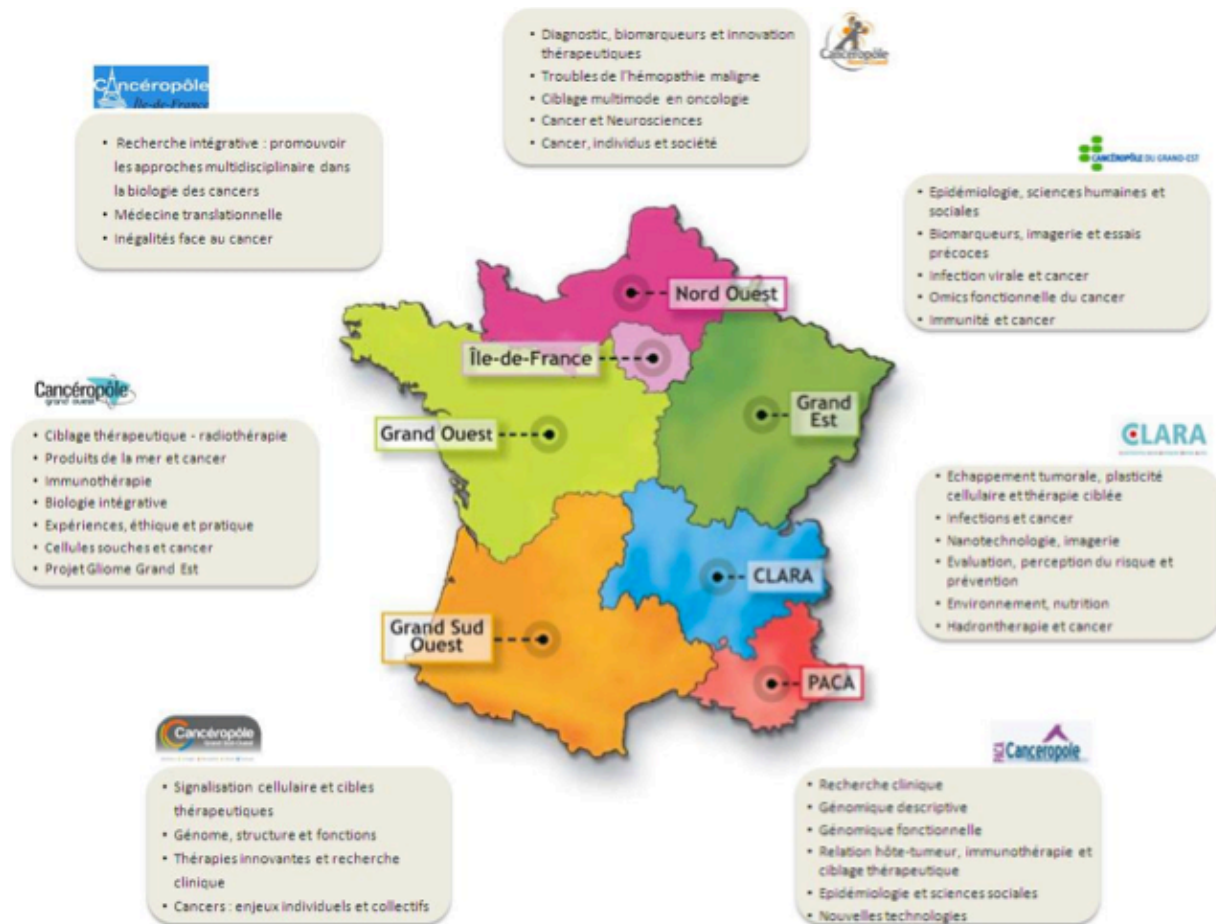 • Diagnostic, biomarqueurs et innovation
thérapeutiques
• Troubles de l'hémopathie maligne
• Ciblage multimode en oncologie
• Cancer et Neurosciences
• Cancer, individus et société
Cancéropôle
Cancéropôle
Île-de-France
• Recherche intégrative : promouvoir
les approches multidisciplinaire dans
la biologie des cancers
• Médecine translationnelle
• Inégalités face au cancer
CANCÉROPÔLE DU GRAND-EST
• Epidémiologie, sciences humaines et
sociales
• Biomarqueurs, imagerie et essais
précoces
• Infection virale et cancer
• Omics fonctionnelle du cancer
• Immunité et cancer
Nord Ouest
Île-de-France
Grand Ouest
Grand
Est
CLARA
Grand Sud
Ouest
PACA
Cancéropôle
grand ouest
• Ciblage thérapeutique - radiothérapie
• Produits de la mer et cancer
• Immunothérapie
• Biologie intégrative
• Expériences, éthique et pratique
• Cellules souches et cancer
• Projet Gliome Grand Est
CLARA
• Echappement tumorale, plasticité
cellulaire et thérapie ciblée
• Infections et cancer
• Nanotechnologie, imagerie
• Evaluation, perception du risque et
prévention
• Environnement, nutrition
• Hadrontherapie et cancer
Cancéropôle
Grand Sud-Ouest
• Signalisation cellulaire et cibles
thérapeutiques
• Génome, structure et fonctions
• Thérapies innovantes et recherche
clinique
• Cancers : enjeux individuels et collectifs
PACA
Canceropole
• Recherche clinique
• Génomique descriptive
• Génomique fonctionnelle
• Relation hôte-tumeur, immunothérapie et
ciblage thérapeutique
• Epidémiologie et sciences sociales
• Nouvelles technologies